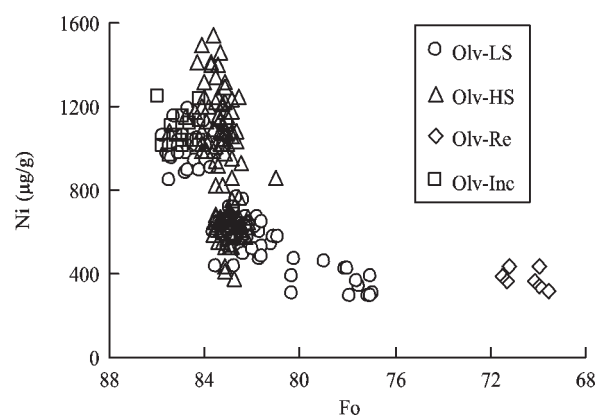 1600
Olv-LS
Olv-HS
Olv-Re
Olv-Inc
1200
Ni (μg/g)
800
400
0
88 84 80 76 72 68
Fo